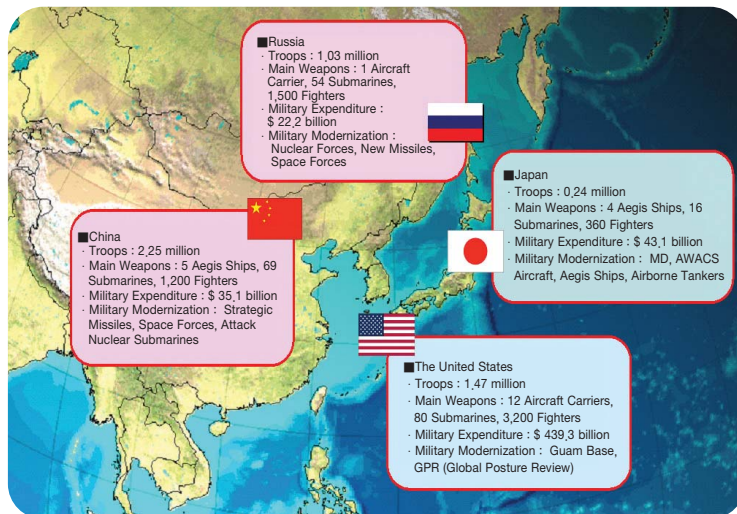 ■Russia
· Troops : 1.03 million
· Main Weapons : 1 Aircraft
Carrier, 54 Submarines,
1,500 Fighters
· Military Expenditure :
$ 22.2 billion
· Military Modernization :
Nuclear Forces, New Missiles,
Space Forces
■Japan
· Troops : 0.24 million
· Main Weapons : 4 Aegis Ships, 16
Submarines, 360 Fighters
· Military Expenditure : $ 43.1 billion
· Military Modernization : MD, AWACS
Aircraft, Aegis Ships, Airborne Tankers
■China
· Troops : 2.25 million
· Main Weapons : 5 Aegis Ships, 69
Submarines, 1,200 Fighters
· Military Expenditure : $ 35.1 billion
· Military Modernization : Strategic
Missiles, Space Forces, Attack
Nuclear Submarines
■The United States
· Troops : 1.47 million
· Main Weapons : 12 Aircraft Carriers,
80 Submarines, 3,200 Fighters
· Military Expenditure : $ 439.3 billion
· Military Modernization : Guam Base,
GPR (Global Posture Review)